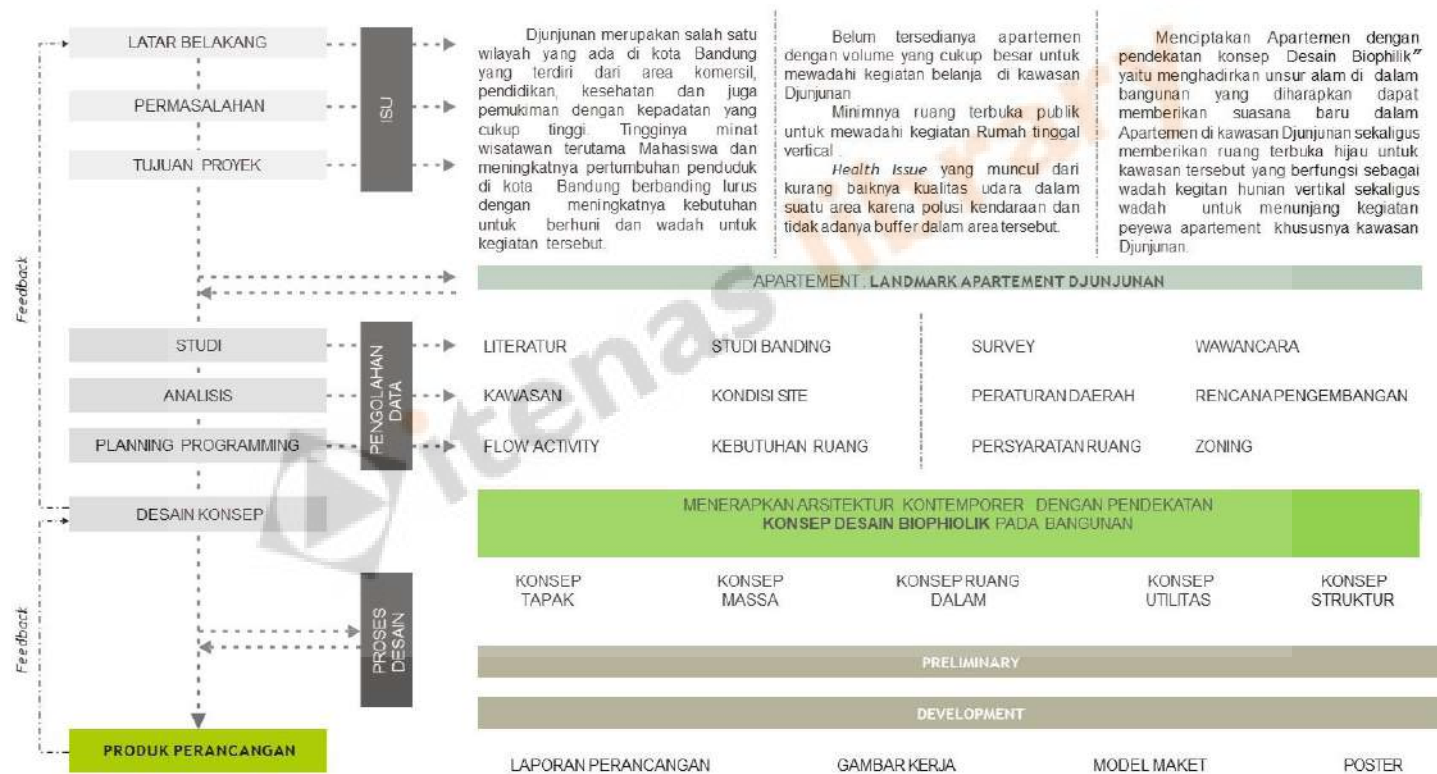 LATAR BELAKANG
PERMASALAHAN
TUJUAN PROYEK
ISU
Djunjunan merupakan salah satu
wilayah yang ada di kota Bandung
yang terdiri dari area komersil,
pendidikan, kesehatan dan juga
pemukiman dengan kepadatan yang
cukup tinggi. Tingginya minat
wisatawan terutama Mahasiswa dan
meningkatnya pertumbuhan penduduk
di kota Bandung berbanding lurus
dengan meningkatnya kebutuhan
untuk berhuni dan wadah untuk
kegiatan tersebut.
Belum tersedianya apartemen
dengan volume yang cukup besar untuk
mewadahi kegiatan belanja di kawasan
Djunjunan
Minimnya ruang terbuka publik
untuk mewadahi kegiatan Rumah tinggal
vertical .
Health Issue yang muncul dari
kurang baiknya kualitas udara dalam
suatu area karena polusi kendaraan dan
tidak adanya buffer dalam area tersebut.
Menciptakan Apartemen dengan
pendekatan konsep Desain Biophilik"
yaitu menghadirkan unsur alam di dalam
bangunan yang diharapkan dapat
memberikan suasana baru dalam
Apartemen di kawasan Djunjunan sekaligus
memberikan ruang terbuka hijau untuk
kawasan tersebut yang berfungsi sebagai
wadah kegitan hunian vertikal sekaligus
wadah untuk menunjang kegiatan
peyewa apartement khususnya kawasan
Djunjunan.
Feedback
APARTEMENT : LANDMARK APARTEMENT DJUNJUNAN
STUDI
ANALISIS
PLANNING PROGRAMMING
PENGOLAHAN
DATA
LITERATUR STUDI BANDING SURVEY WAWANCARA
KAWASAN KONDISI SITE PERATURAN DAERAH RENCANA PENGEMBANGAN
FLOW ACTIVITY KEBUTUHAN RUANG PERSYARATAN RUANG ZONING
DESAIN KONSEP
MENERAPKAN ARSITEKTUR KONTEMPORER DENGAN PENDEKATAN
KONSEP DESAIN BIOPHIOLIK PADA BANGUNAN
KONSEP
TAPAK
KONSEP
MASSA
KONSEP RUANG
DALAM
KONSEP
UTILITAS
KONSEP
STRUKTUR
Feedback
PROSES
DESAIN
PRELIMINARY
DEVELOPMENT
PRODUK PERANCANGAN
LAPORAN PERANCANGAN GAMBAR KERJA MODEL MAKET POSTER
itenas library